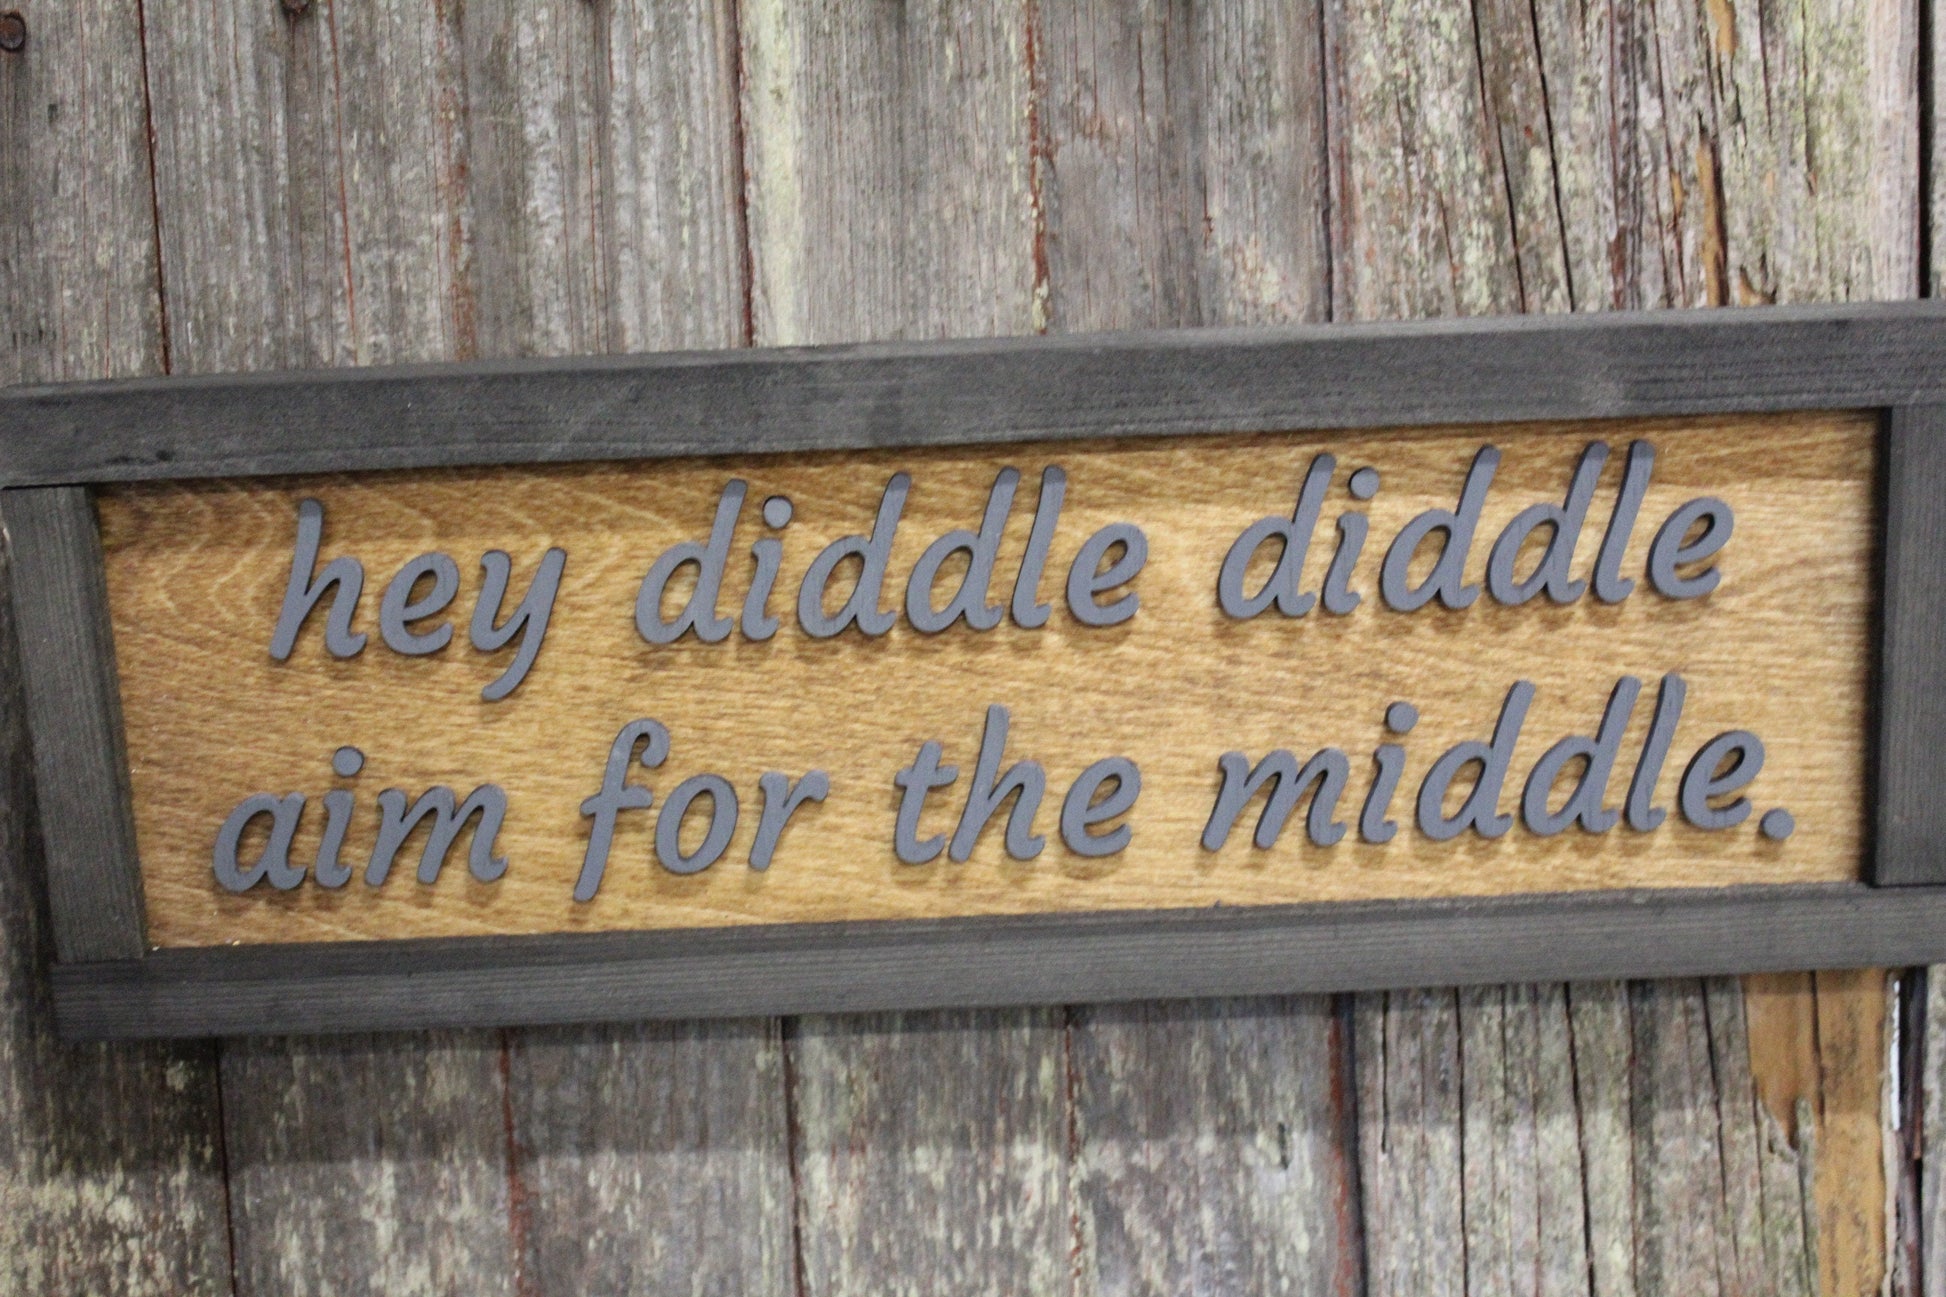 hey diddle diddle
aim for the middle.